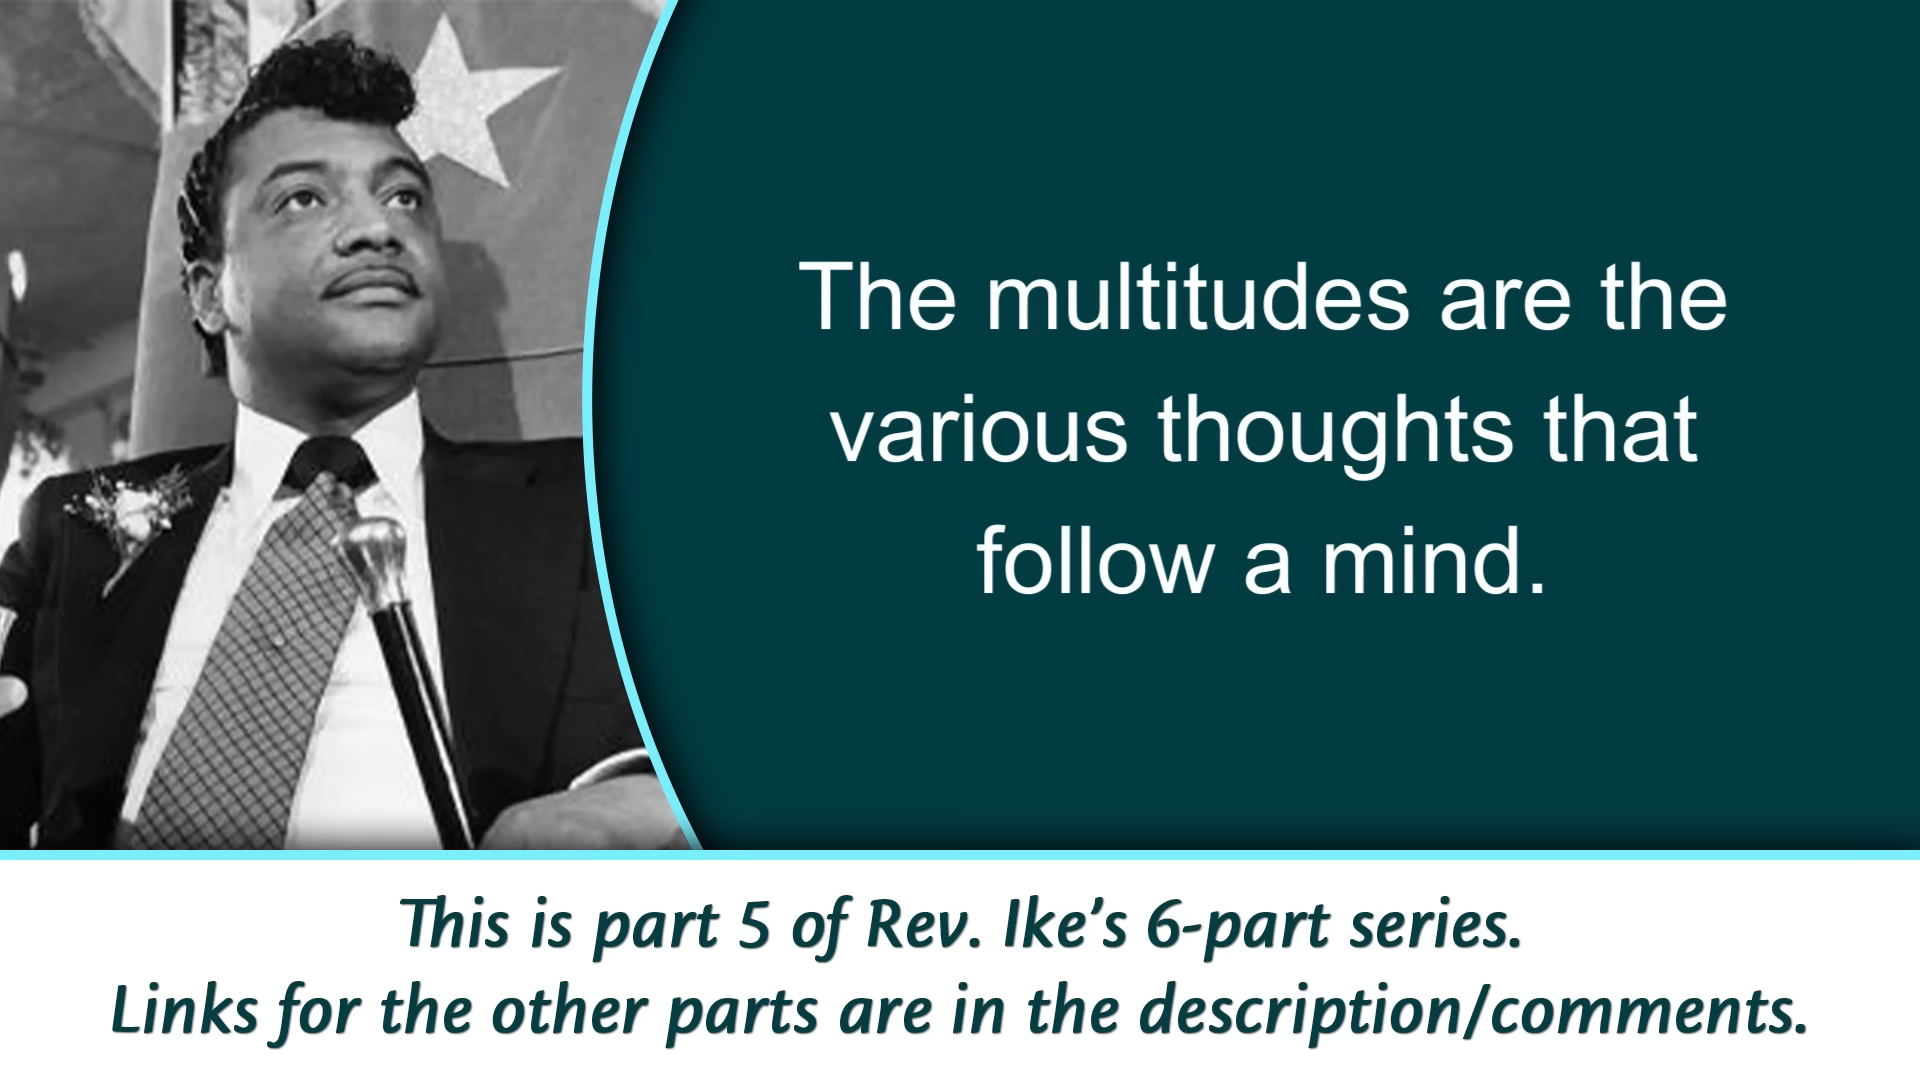 The multitudes are the
various thoughts that
follow a mind.
This is part 5 of Rev. Ike’s 6-part series.
Links for the other parts are in the description/comments.